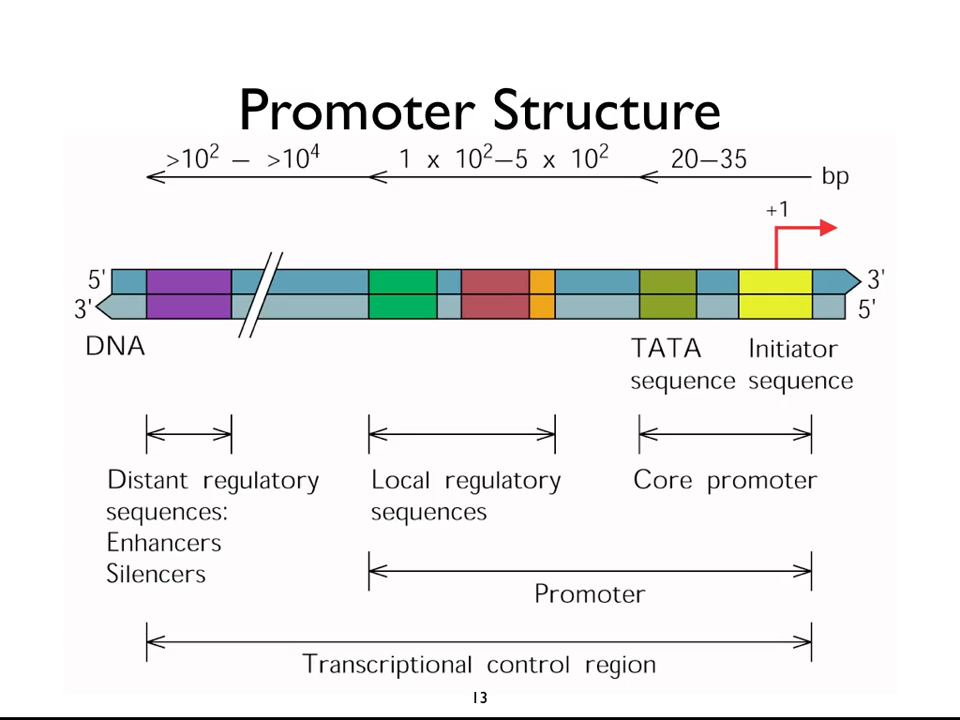 Promoter Structure
>10² – >10⁴
1 x 10²–5 x 10²
20–35
bp
+1
5'
3'
3'
5'
DNA
TATA
sequence
Initiator
sequence
Distant regulatory
sequences:
Enhancers
Silencers
Local regulatory
sequences
Core promoter
Promoter
Transcriptional control region
13